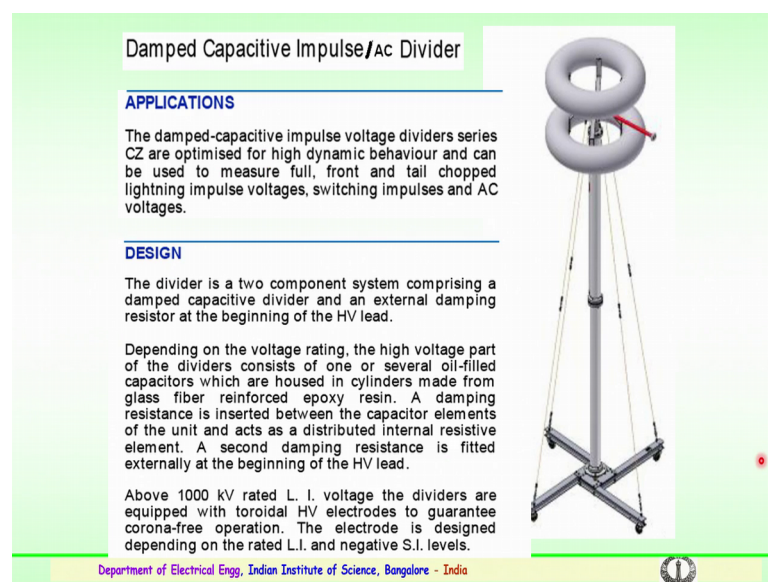 Damped Capacitive Impulse/AC Divider
APPLICATIONS
The damped-capacitive impulse voltage dividers series
CZ are optimised for high dynamic behaviour and can
be used to measure full, front and tail chopped
lightning impulse voltages, switching impulses and AC
voltages.
DESIGN
The divider is a two component system comprising a
damped capacitive divider and an external damping
resistor at the beginning of the HV lead.
Depending on the voltage rating, the high voltage part
of the dividers consists of one or several oil-filled
capacitors which are housed in cylinders made from
glass fiber reinforced epoxy resin. A damping
resistance is inserted between the capacitor elements
of the unit and acts as a distributed internal resistive
element. A second damping resistance is fitted
externally at the beginning of the HV lead.
Above 1000 kV rated L. I. voltage the dividers are
equipped with toroidal HV electrodes to guarantee
corona-free operation. The electrode is designed
depending on the rated L.I. and negative S.I. levels.
Department of Electrical Engg, Indian Institute of Science, Bangalore - India